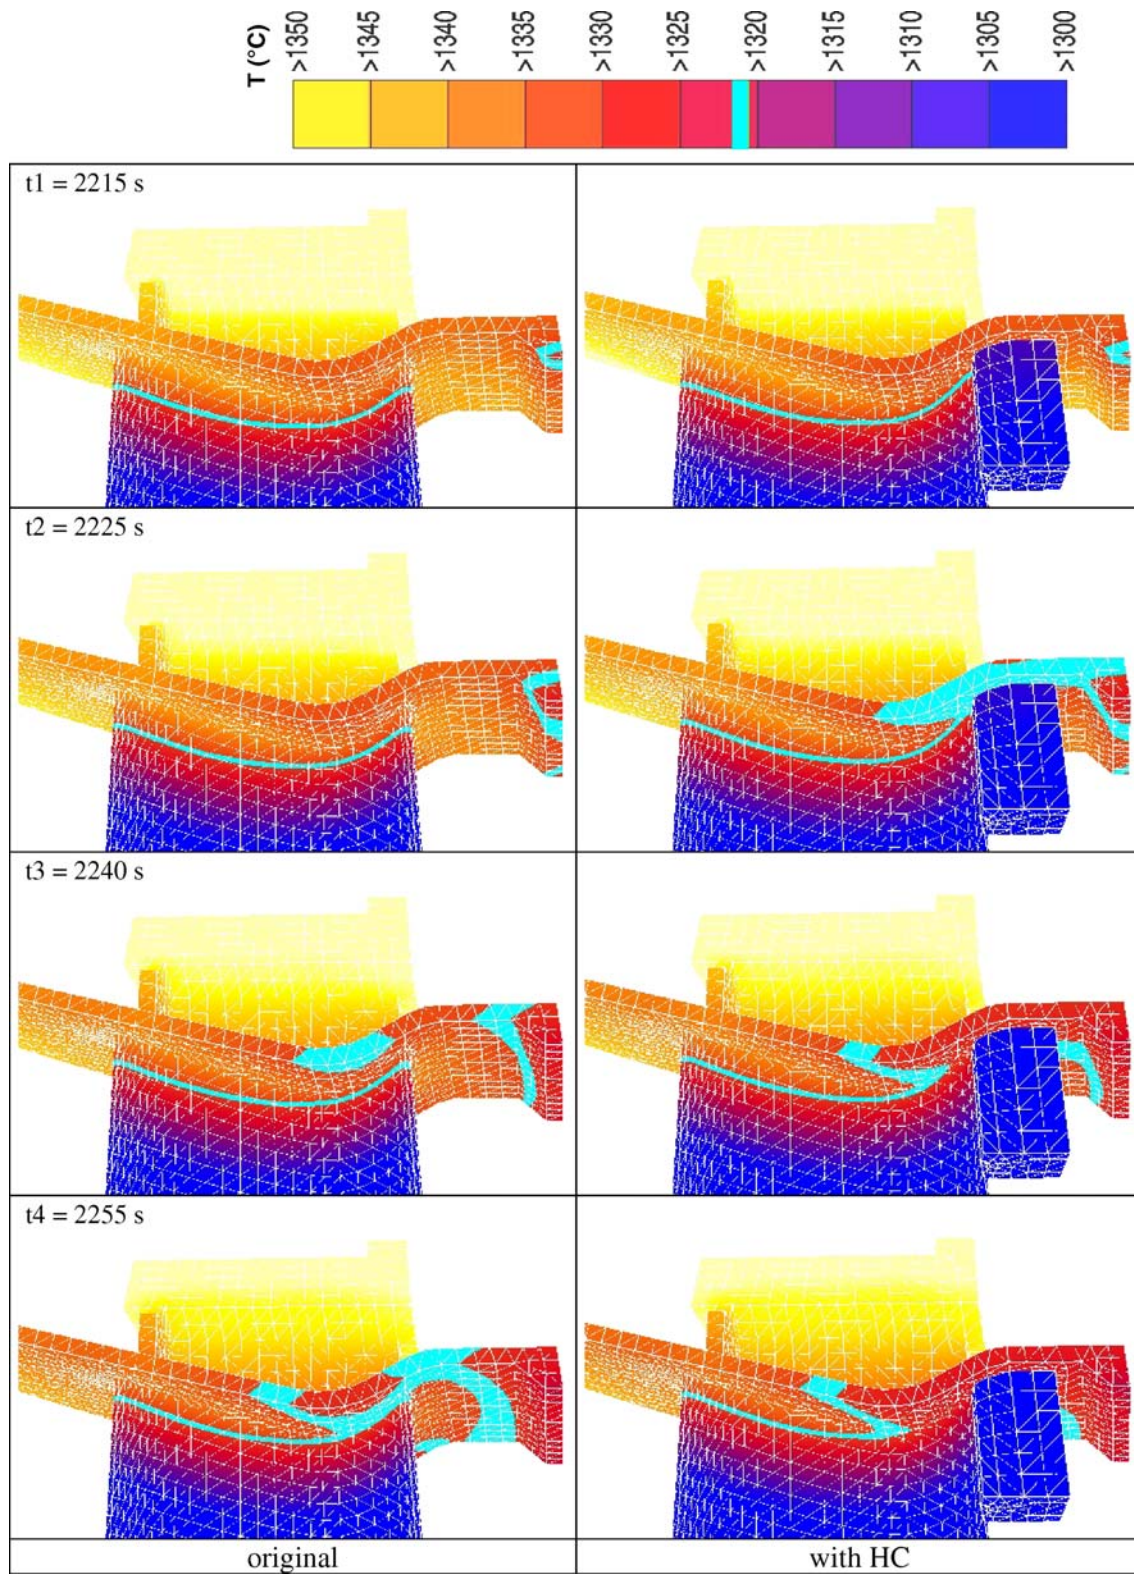 T (°C)
>1350
>1345
>1340
>1335
>1330
>1325
>1320
>1315
>1310
>1305
>1300
t1 = 2215 s
t2 = 2225 s
t3 = 2240 s
t4 = 2255 s
original
with HC